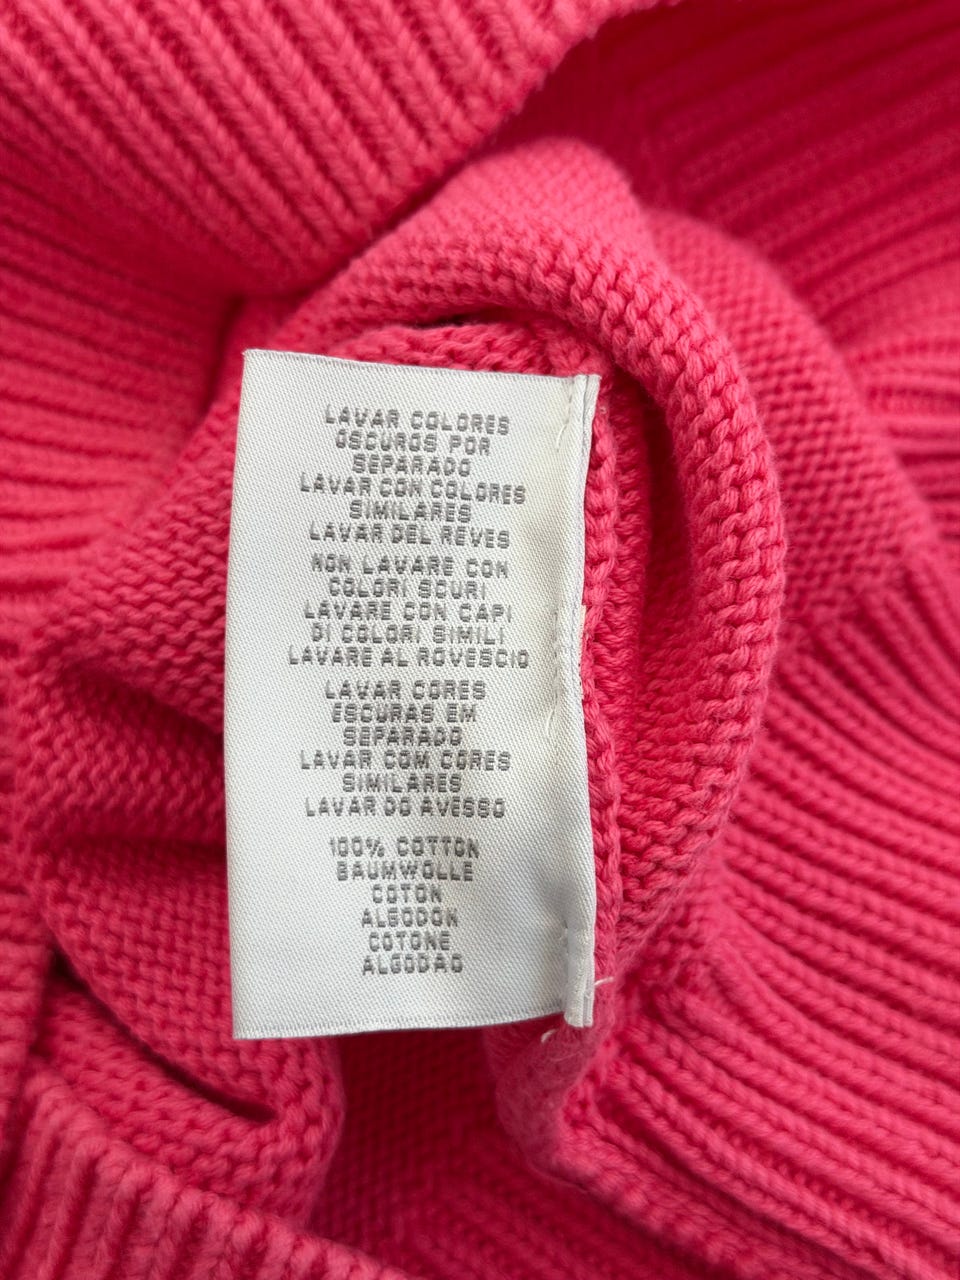 LAVAR COLORES
OSCUROS POR
SEPARADO
LAVAR CON COLORES
SIMILARES
LAVAR DEL REVES
NON LAVARE CON
COLORI SCURI
LAVARE CON CAPI
DI COLORI SIMILI
LAVARE AL ROVESCIO
LAVAR CORES
ESCURAS EM
SEPARADO
LAVAR COM CORES
SIMILARES
LAVAR DO AVESSO
100% COTTON
BAUMWOLLE
COTON
ALGODON
COTONE
ALGODAO